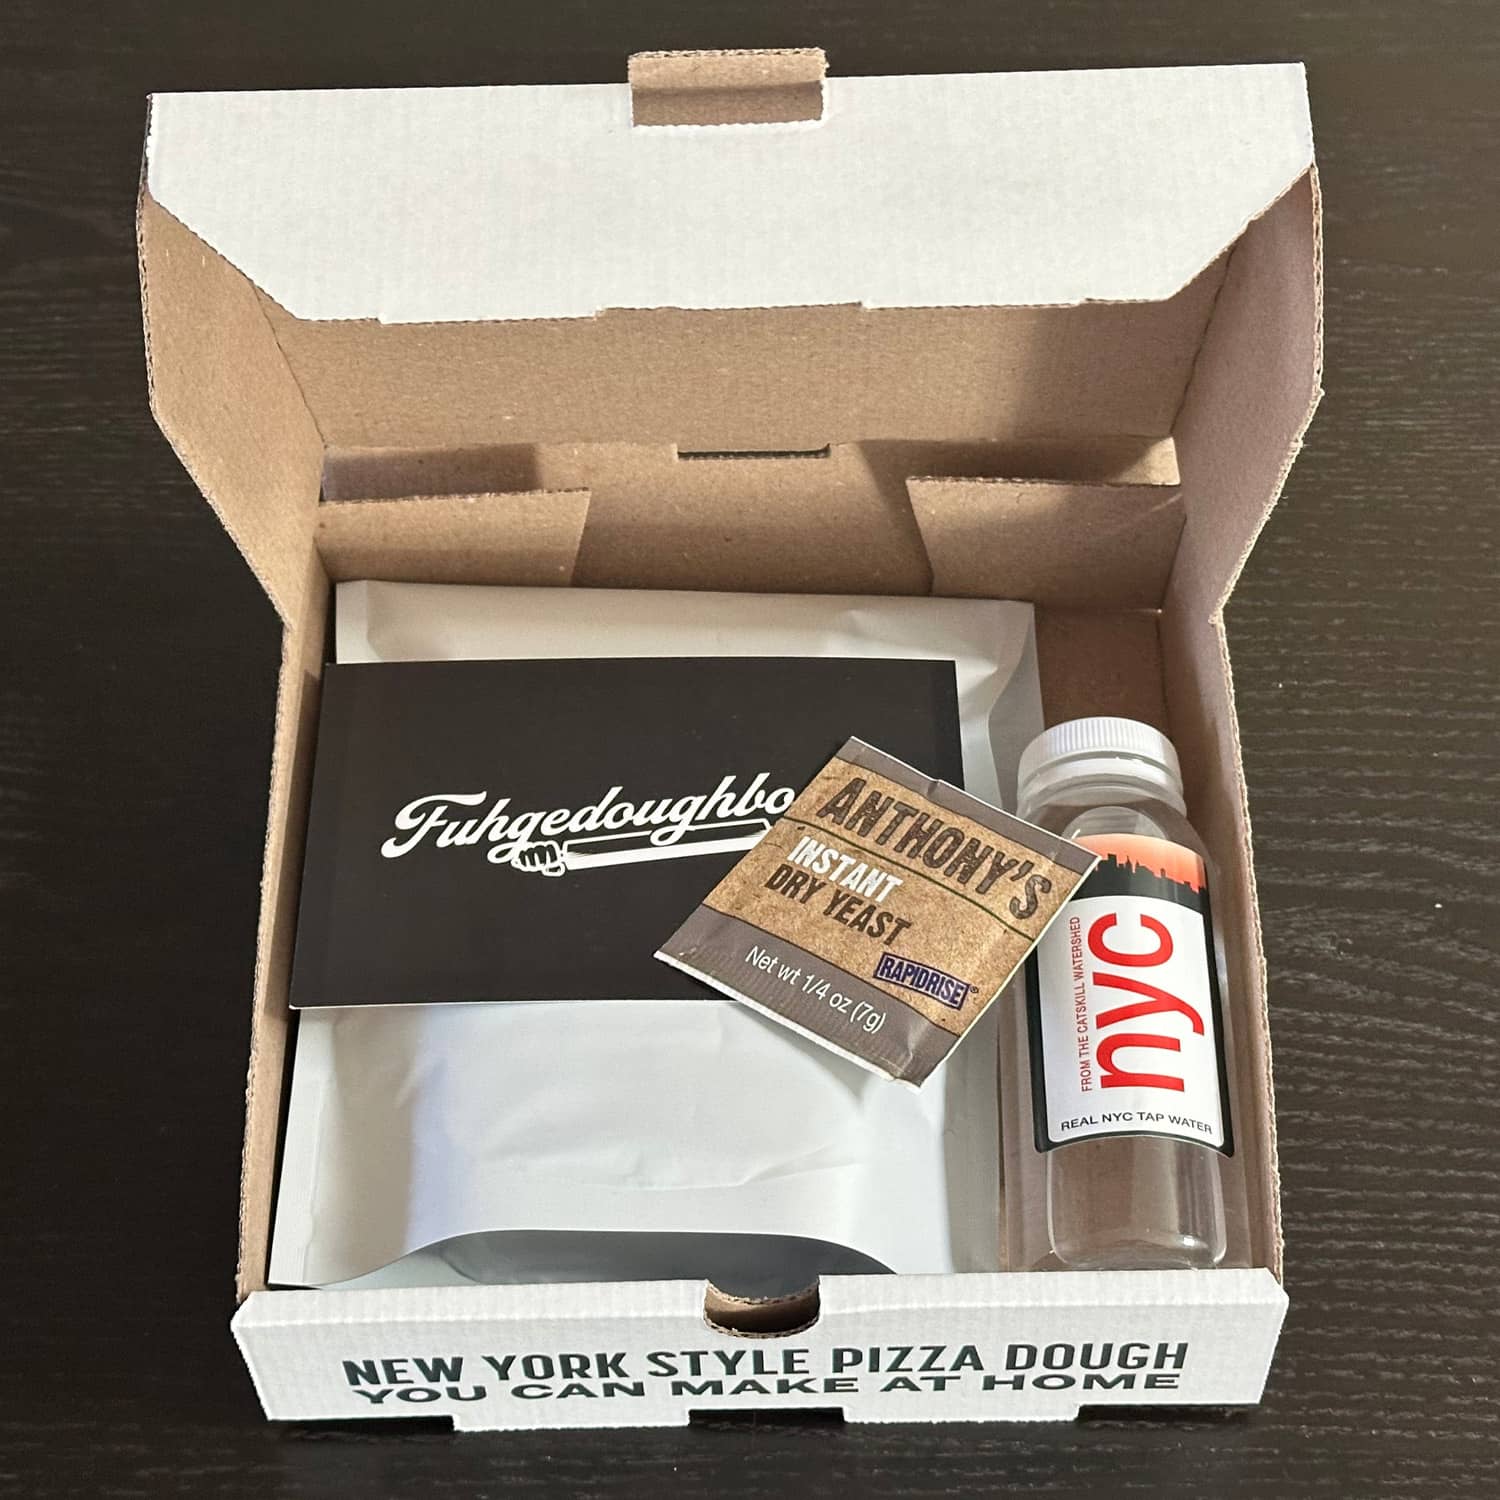 Fuhgedoughbo
ANTHONY'S
INSTANT
DRY YEAST
RAPIDRISE®
Net wt 1/4 oz (7g)
FROM THE CATSKILL WATERSHED
nyc
REAL NYC TAP WATER
NEW YORK STYLE PIZZA DOUGH
YOU CAN MAKE AT HOME